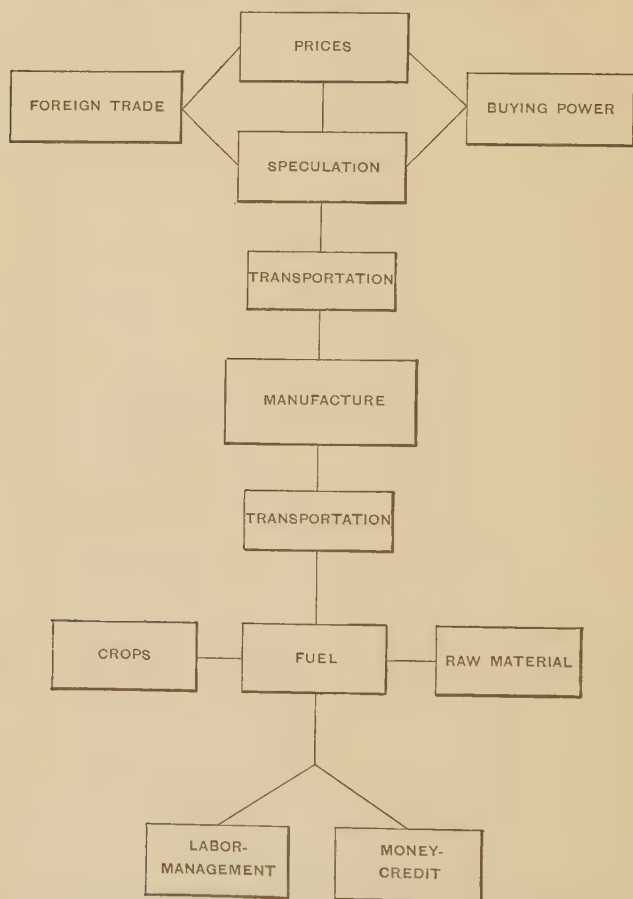 PRICES
FOREIGN TRADE
BUYING POWER
SPECULATION
TRANSPORTATION
MANUFACTURE
TRANSPORTATION
CROPS
FUEL
RAW MATERIAL
LABOR-
MANAGEMENT
MONEY-
CREDIT